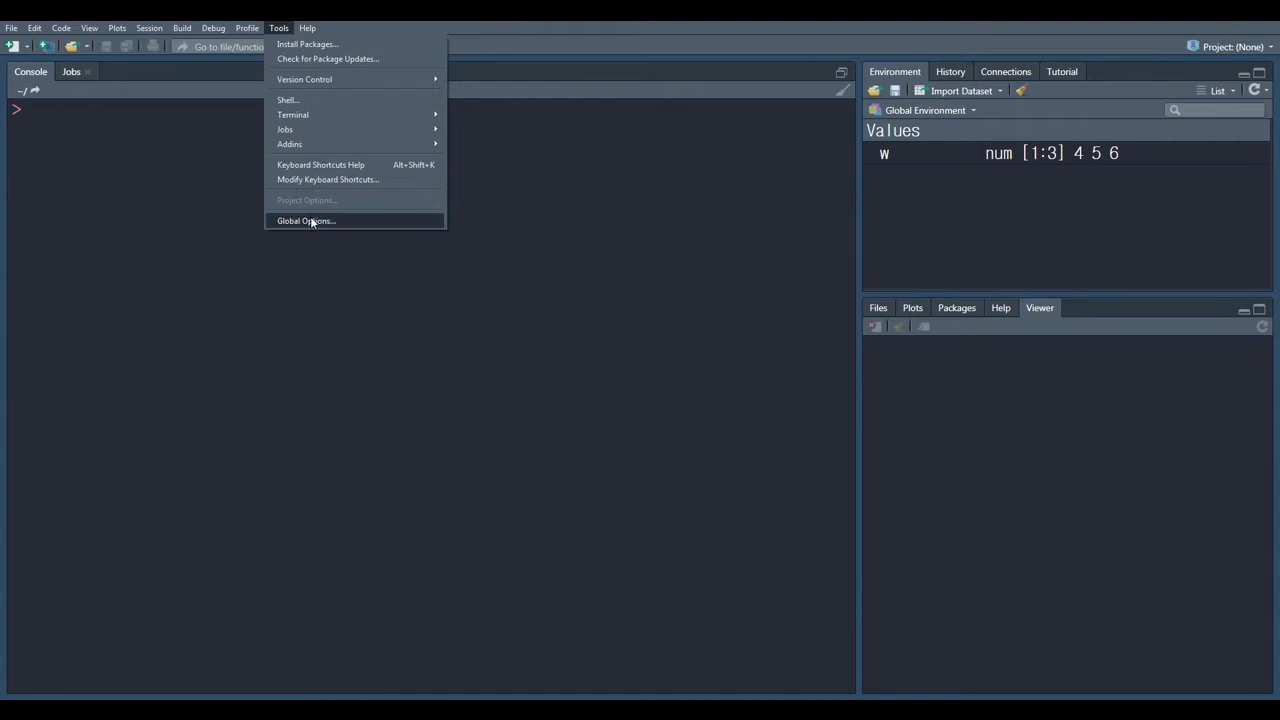 File Edit Code View Plots Session Build Debug Profile Tools Help
Go to file/functio
Project: (None)
Install Packages...
Check for Package Updates...
Version Control
Shell...
Terminal
Jobs
Addins
Keyboard Shortcuts Help Alt+Shift+K
Modify Keyboard Shortcuts...
Project Options...
Global Options...
Console Jobs
~/
>
Environment History Connections Tutorial
Import Dataset List
Global Environment
Values
w num [1:3] 4 5 6
Files Plots Packages Help Viewer